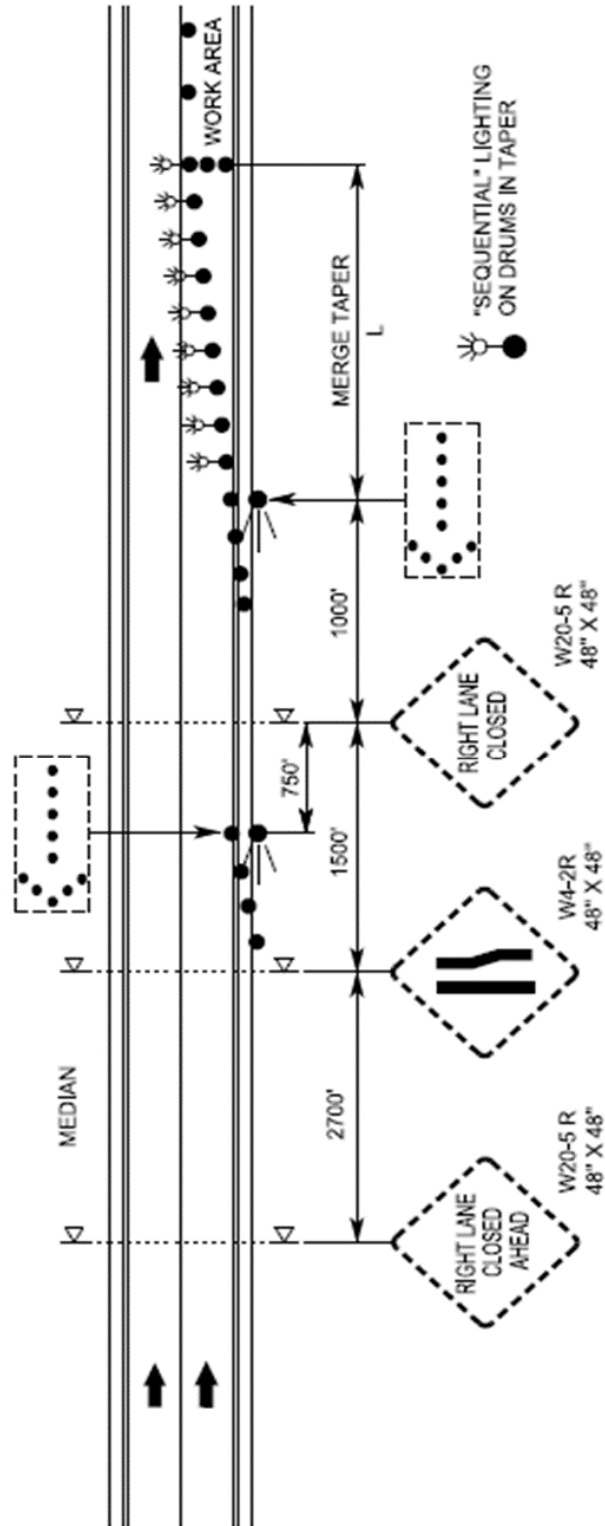 MEDIAN
WORK AREA
"SEQUENTIAL" LIGHTING
ON DRUMS IN TAPER
MERGE TAPER
L
1000'
750'
1500'
2700'
RIGHT LANE
CLOSED
AHEAD
W20-5 R
48" X 48"
W4-2R
48" X 48"
RIGHT LANE
CLOSED
W20-5 R
48" X 48"